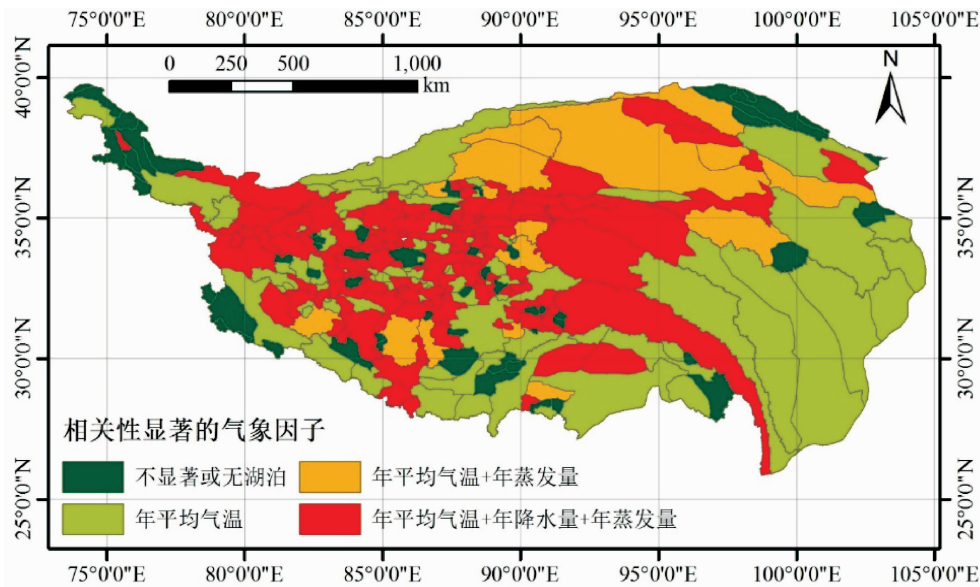 75°0'0"E 80°0'0"E 85°0'0"E 90°0'0"E 95°0'0"E 100°0'0"E 105°0'0"E
0 250 500 1,000
km
N
40°0'0"N 40°0'0"N
35°0'0"N 35°0'0"N
30°0'0"N 30°0'0"N
25°0'0"N 25°0'0"N
相关性显著的气象因子
不显著或无湖泊 年平均气温+年蒸发量
年平均气温 年平均气温+年降水量+年蒸发量
75°0'0"E 80°0'0"E 85°0'0"E 90°0'0"E 95°0'0"E 100°0'0"E 105°0'0"E